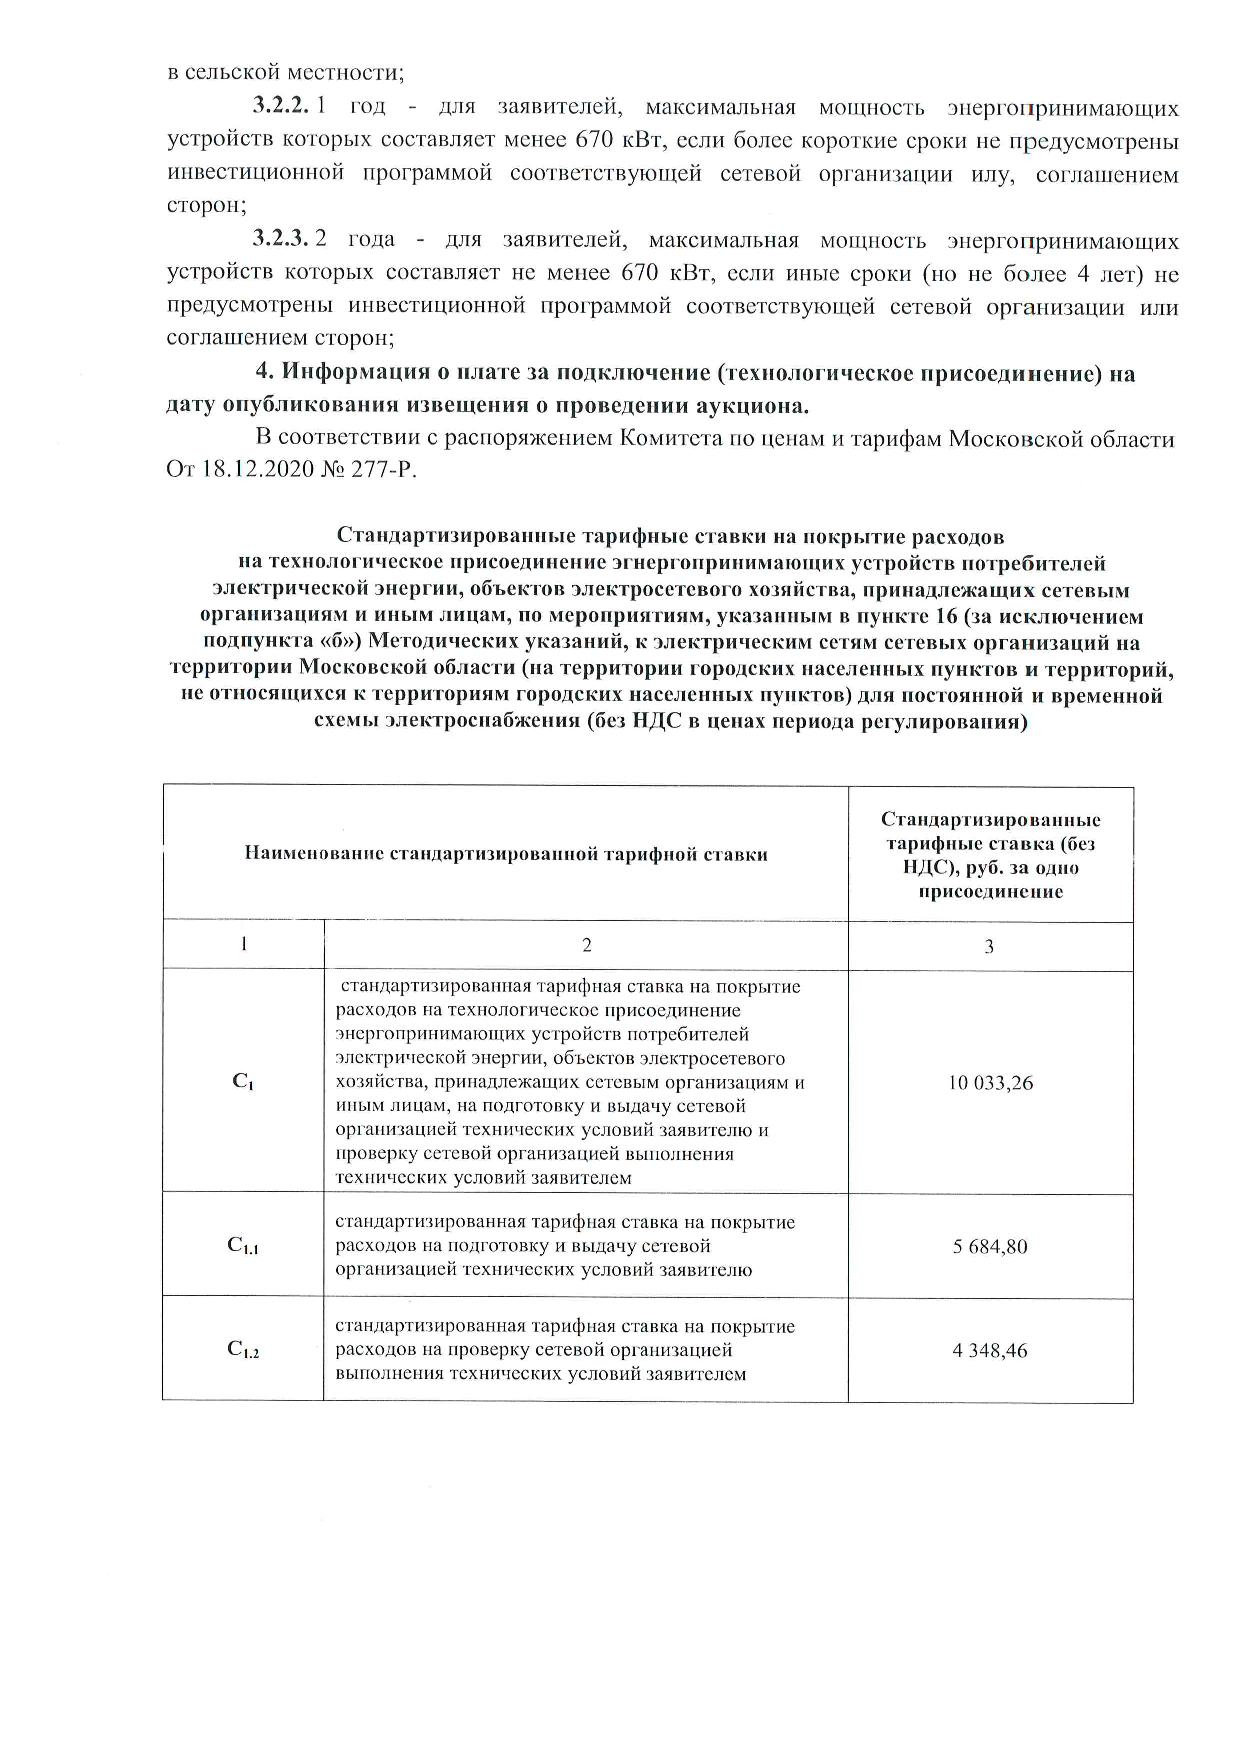 в сельской местности;
3.2.2. 1 год - для заявителей, максимальная мощность энергопринимающих
устройств которых составляет менее 670 кВт, если более короткие сроки не предусмотрены
инвестиционной программой соответствующей сетевой организации илу, соглашением
сторон;
3.2.3. 2 года - для заявителей, максимальная мощность энергопринимающих
устройств которых составляет не менее 670 кВт, если иные сроки (но не более 4 лет) не
предусмотрены инвестиционной программой соответствующей сетевой организации или
соглашением сторон;
4. Информация о плате за подключение (технологическое присоединение) на
дату опубликования извещения о проведении аукциона.
В соответствии с распоряжением Комитета по ценам и тарифам Московской области
От 18.12.2020 № 277-Р.
Стандартизированные тарифные ставки на покрытие расходов
на технологическое присоединение эгнергопринимающих устройств потребителей
электрической энергии, объектов электросетевого хозяйства, принадлежащих сетевым
организациям и иным лицам, по мероприятиям, указанным в пункте 16 (за исключением
подпункта «б») Методических указаний, к электрическим сетям сетевых организаций на
территории Московской области (на территории городских населенных пунктов и территорий,
не относящихся к территориям городских населенных пунктов) для постоянной и временной
схемы электроснабжения (без НДС в ценах периода регулирования)
Наименование стандартизированной тарифной ставки
Стандартизированные
тарифные ставка (без
НДС), руб. за одно
присоединение
1
2
3
С1
стандартизированная тарифная ставка на покрытие
расходов на технологическое присоединение
энергопринимающих устройств потребителей
электрической энергии, объектов электросетевого
хозяйства, принадлежащих сетевым организациям и
иным лицам, на подготовку и выдачу сетевой
организацией технических условий заявителю и
проверку сетевой организацией выполнения
технических условий заявителем
10 033,26
С1.1
стандартизированная тарифная ставка на покрытие
расходов на подготовку и выдачу сетевой
организацией технических условий заявителю
5 684,80
С1.2
стандартизированная тарифная ставка на покрытие
расходов на проверку сетевой организацией
выполнения технических условий заявителем
4 348,46